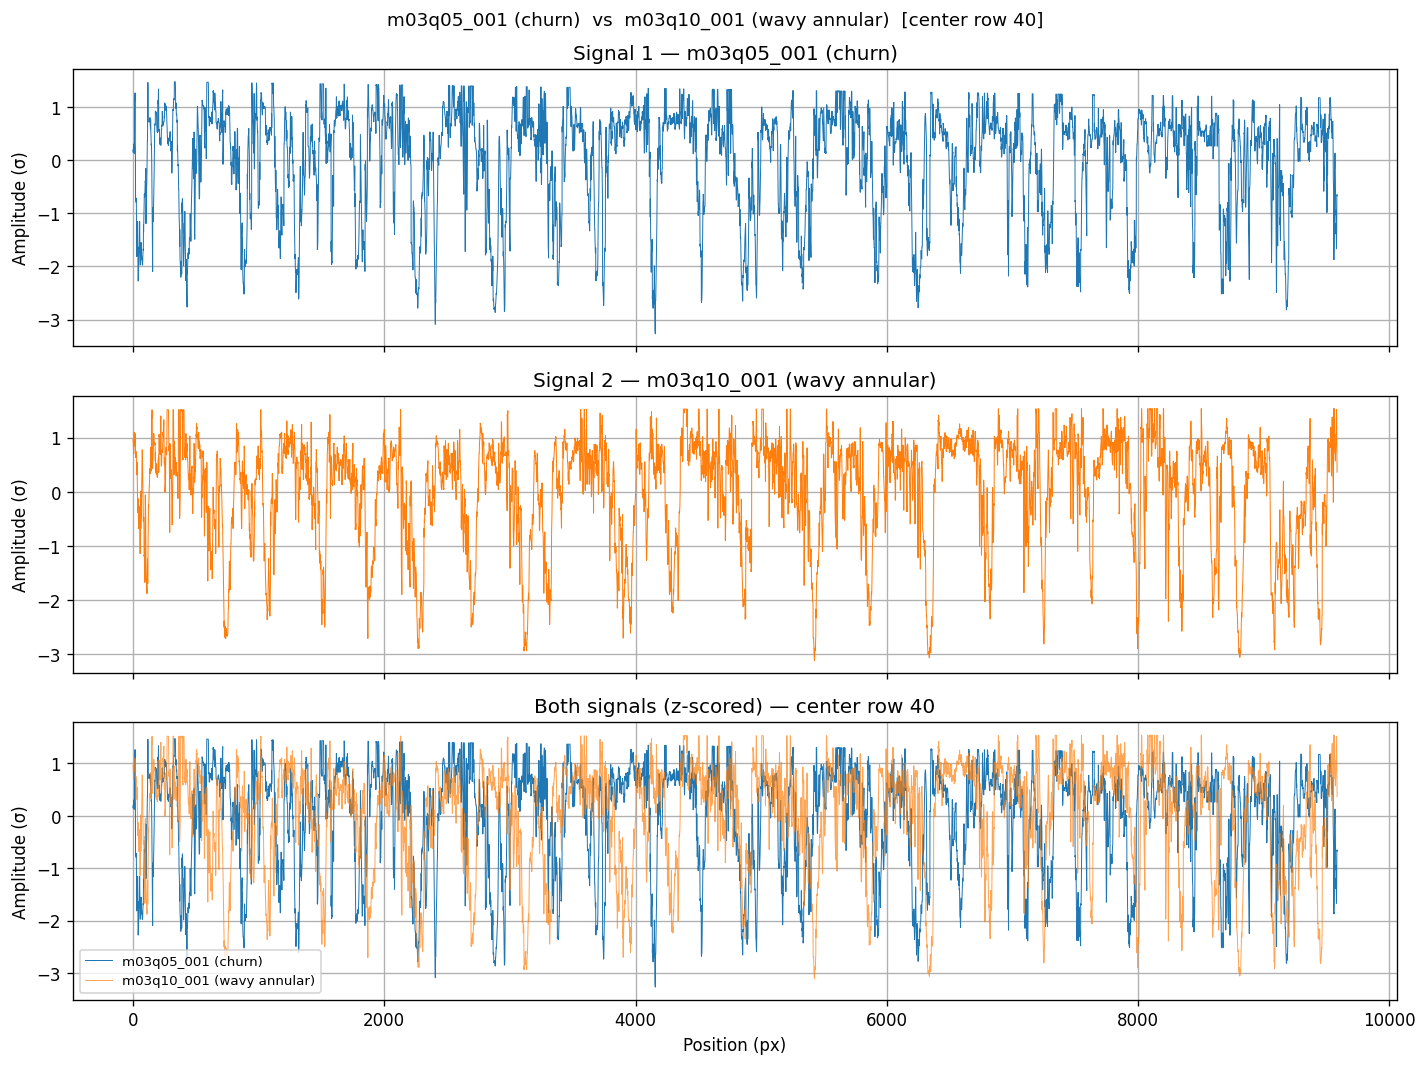 m03q05_001 (churn)  vs  m03q10_001 (wavy annular)  [center row 40]
Signal 1 — m03q05_001 (churn)
Amplitude (σ)
1
0
−1
−2
−3
Signal 2 — m03q10_001 (wavy annular)
Amplitude (σ)
1
0
−1
−2
−3
Both signals (z-scored) — center row 40
Amplitude (σ)
1
0
−1
−2
−3
m03q05_001 (churn)
m03q10_001 (wavy annular)
0 2000 4000 6000 8000 10000
Position (px)